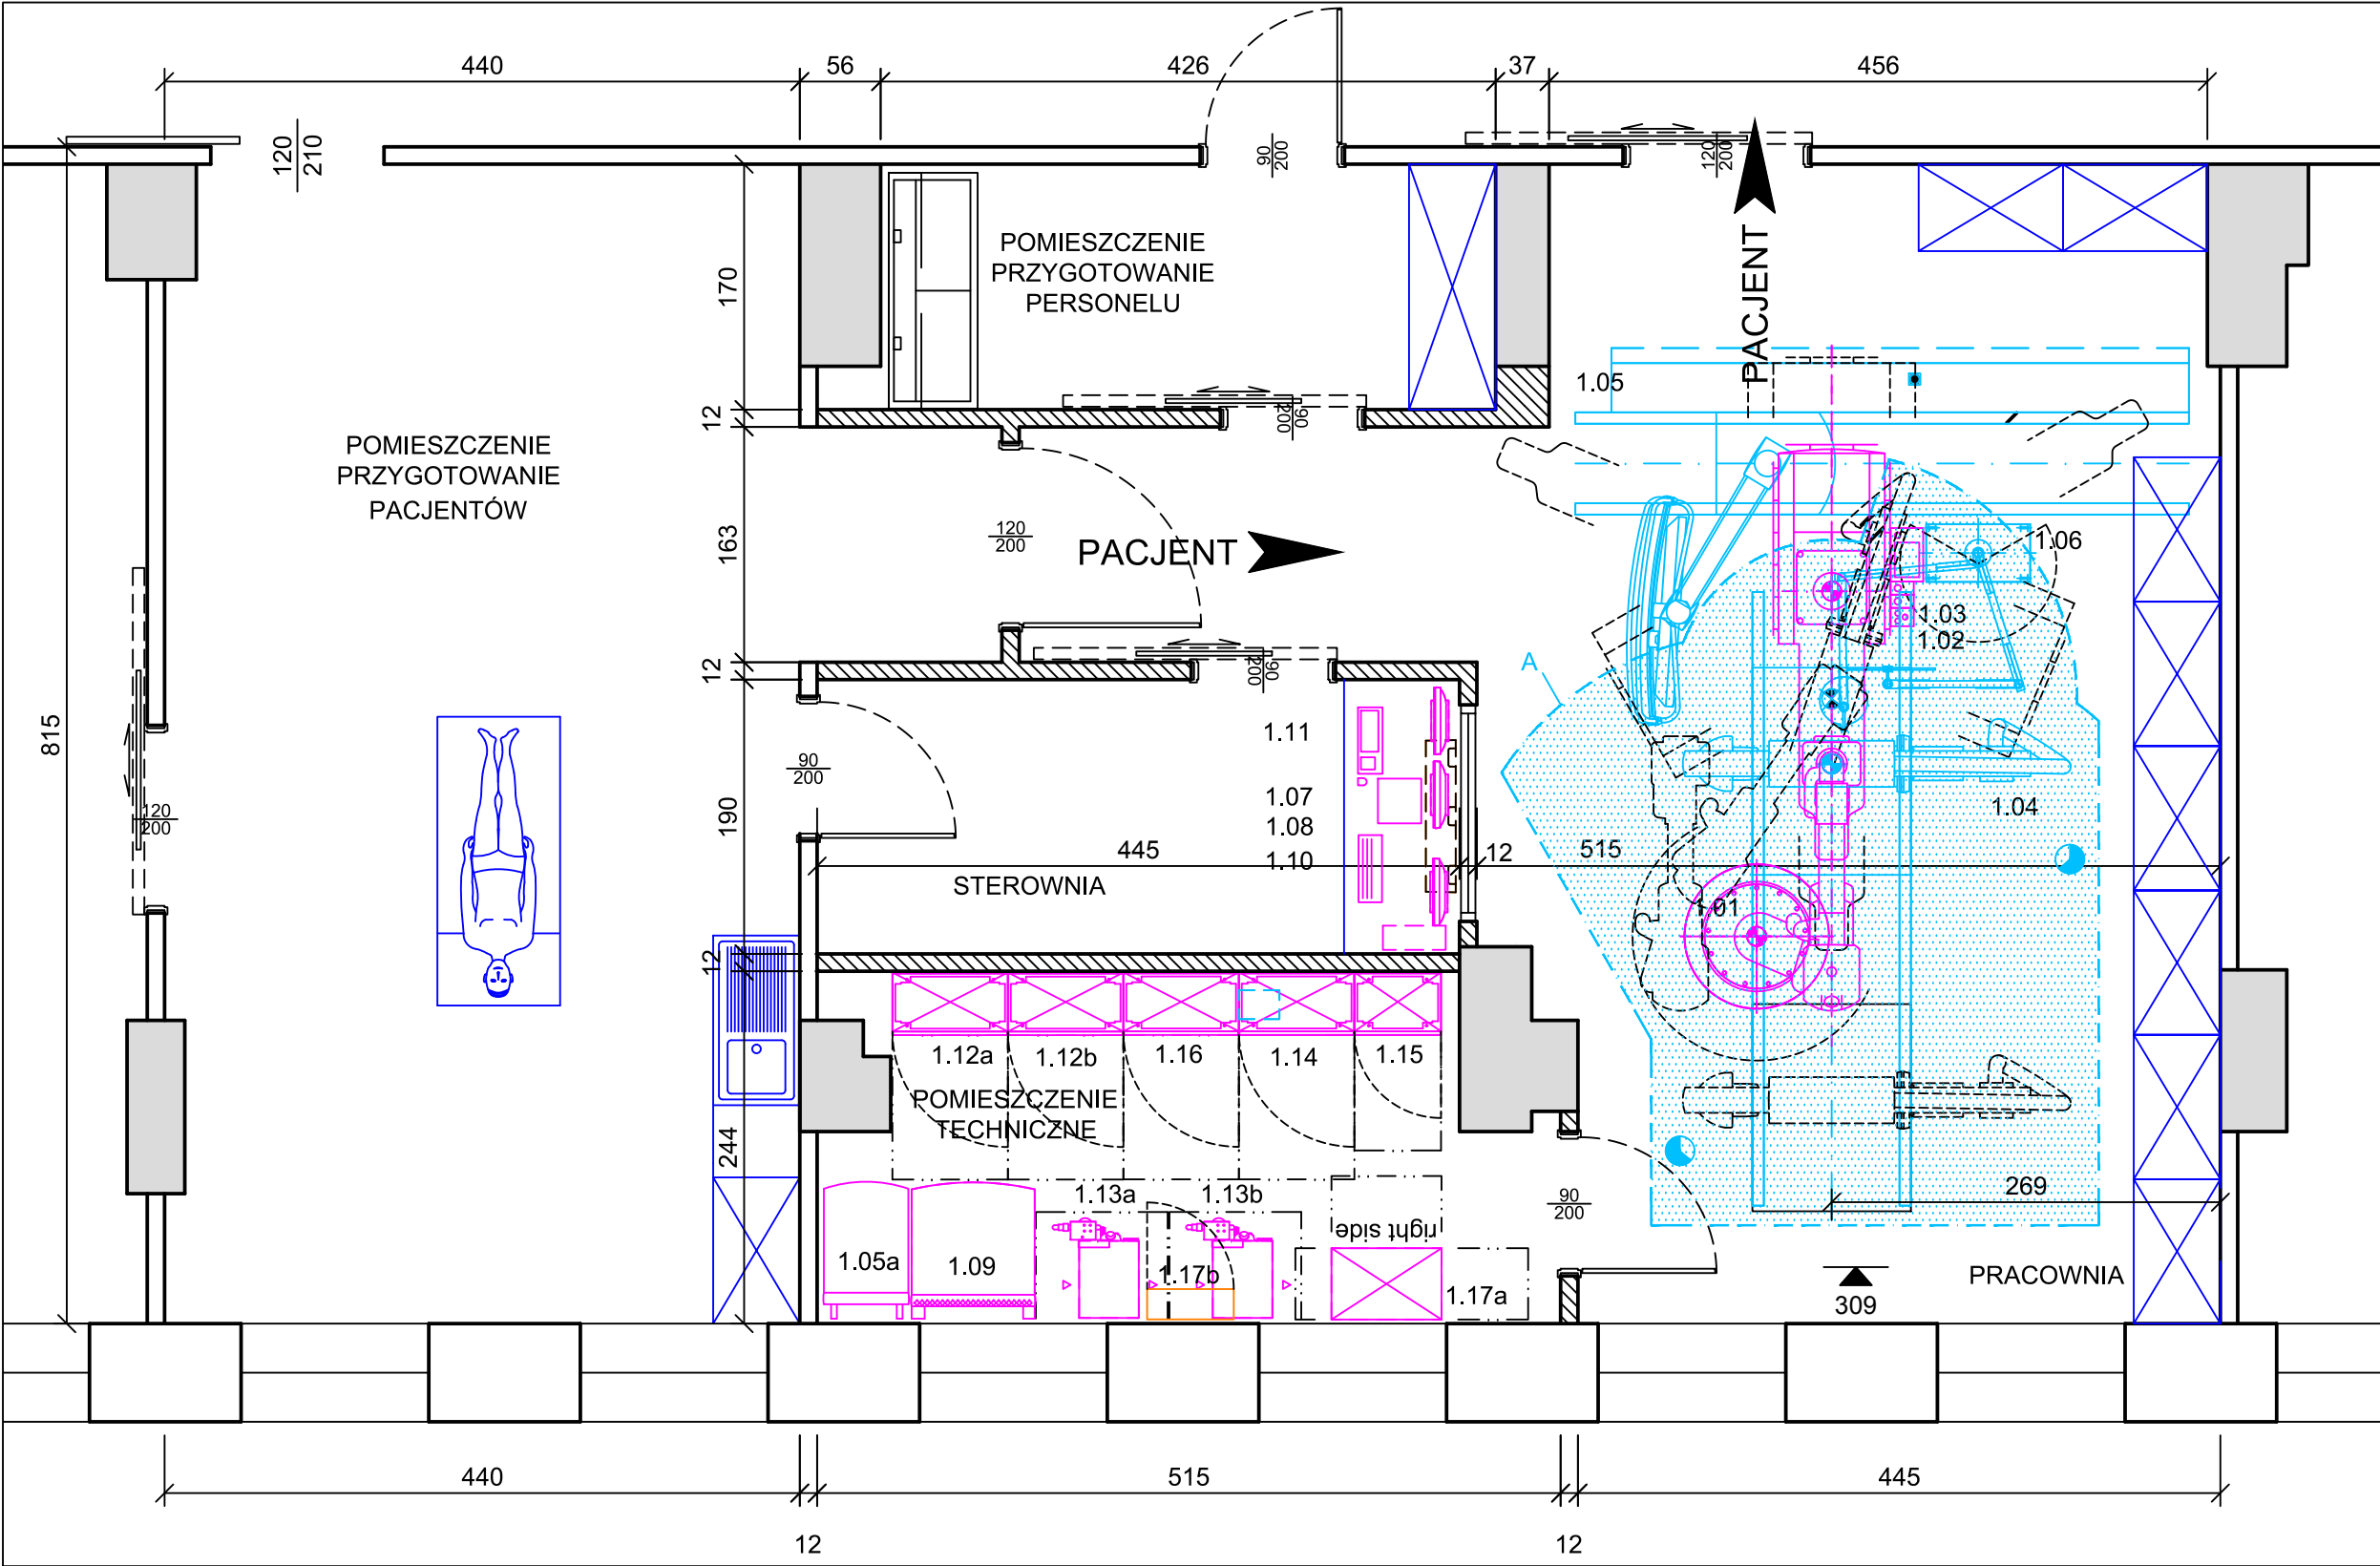 440
56
426
37
456
120
210
90
200
120
200
POMIESZCZENIE
PRZYGOTOWANIE
PERSONELU
170
PACJENT
1.05
12
90
200
POMIESZCZENIE
PRZYGOTOWANIE
PACJENTÓW
163
120
200
PACJENT
1.06
1.03
1.02
12
90
200
A
815
1.11
90
200
190
1.07
1.08
1.10
1.04
120
200
445
12
515
STEROWNIA
1.01
12
1.12a
1.12b
1.16
1.14
1.15
POMIESZCZENIE
TECHNICZNE
244
1.13a
1.13b
90
200
269
right side
1.05a
1.09
1.17b
1.17a
PRACOWNIA
309
440
515
445
12
12